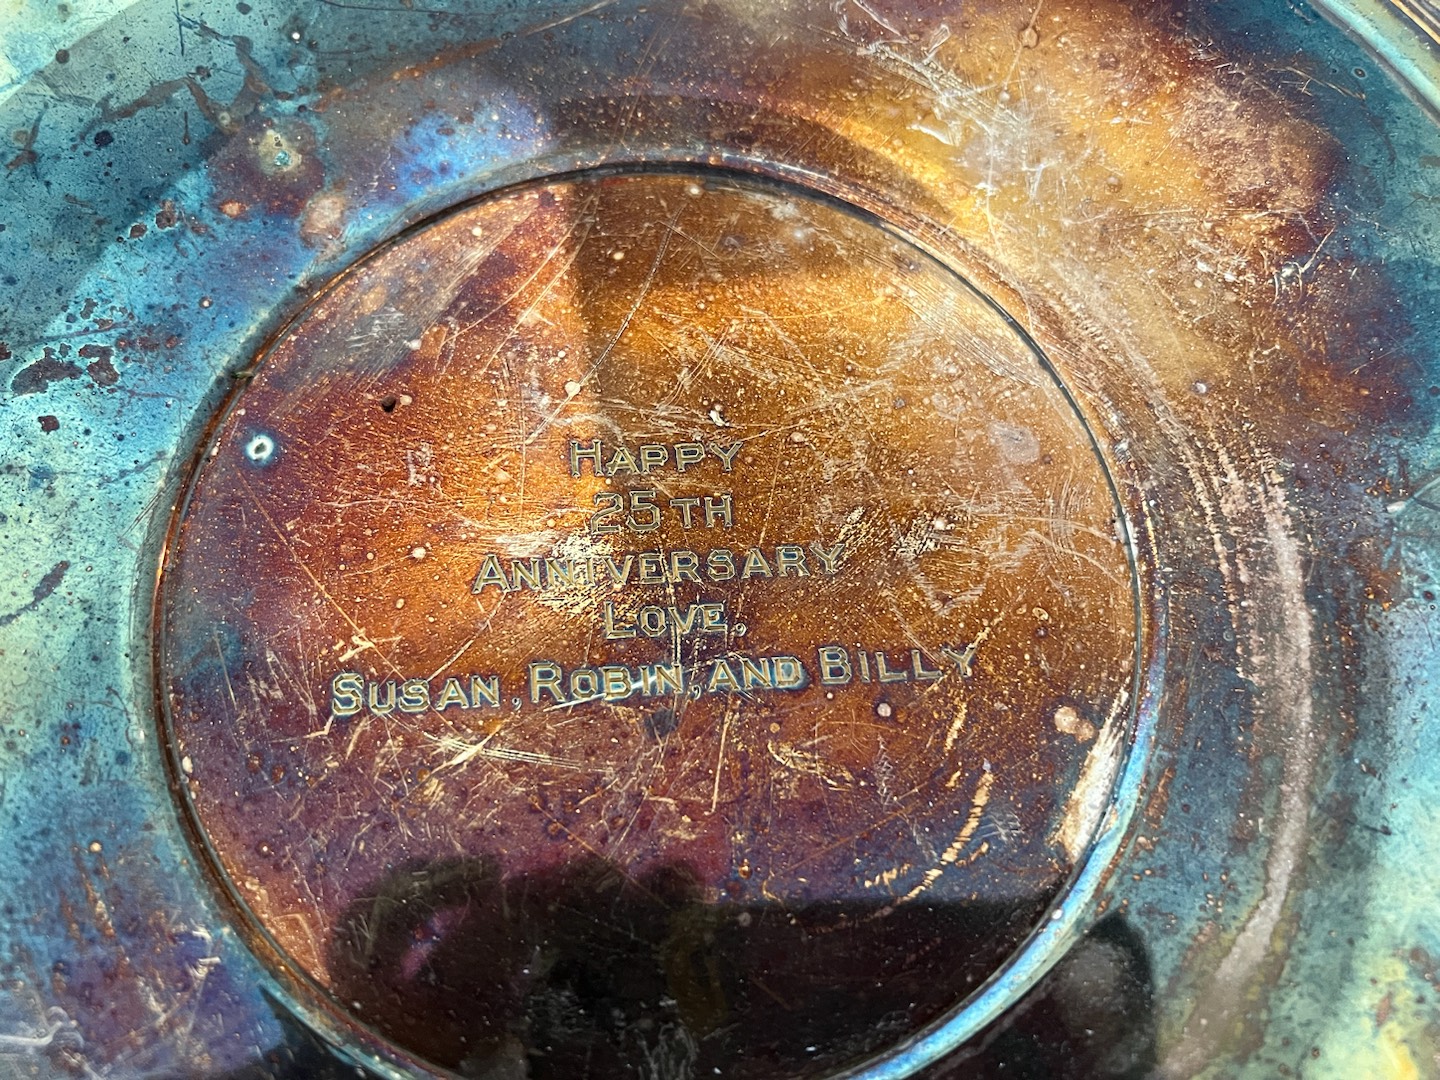 HAPPY
25TH
ANNIVERSARY
LOVE,
SUSAN, ROBIN, AND BILLY